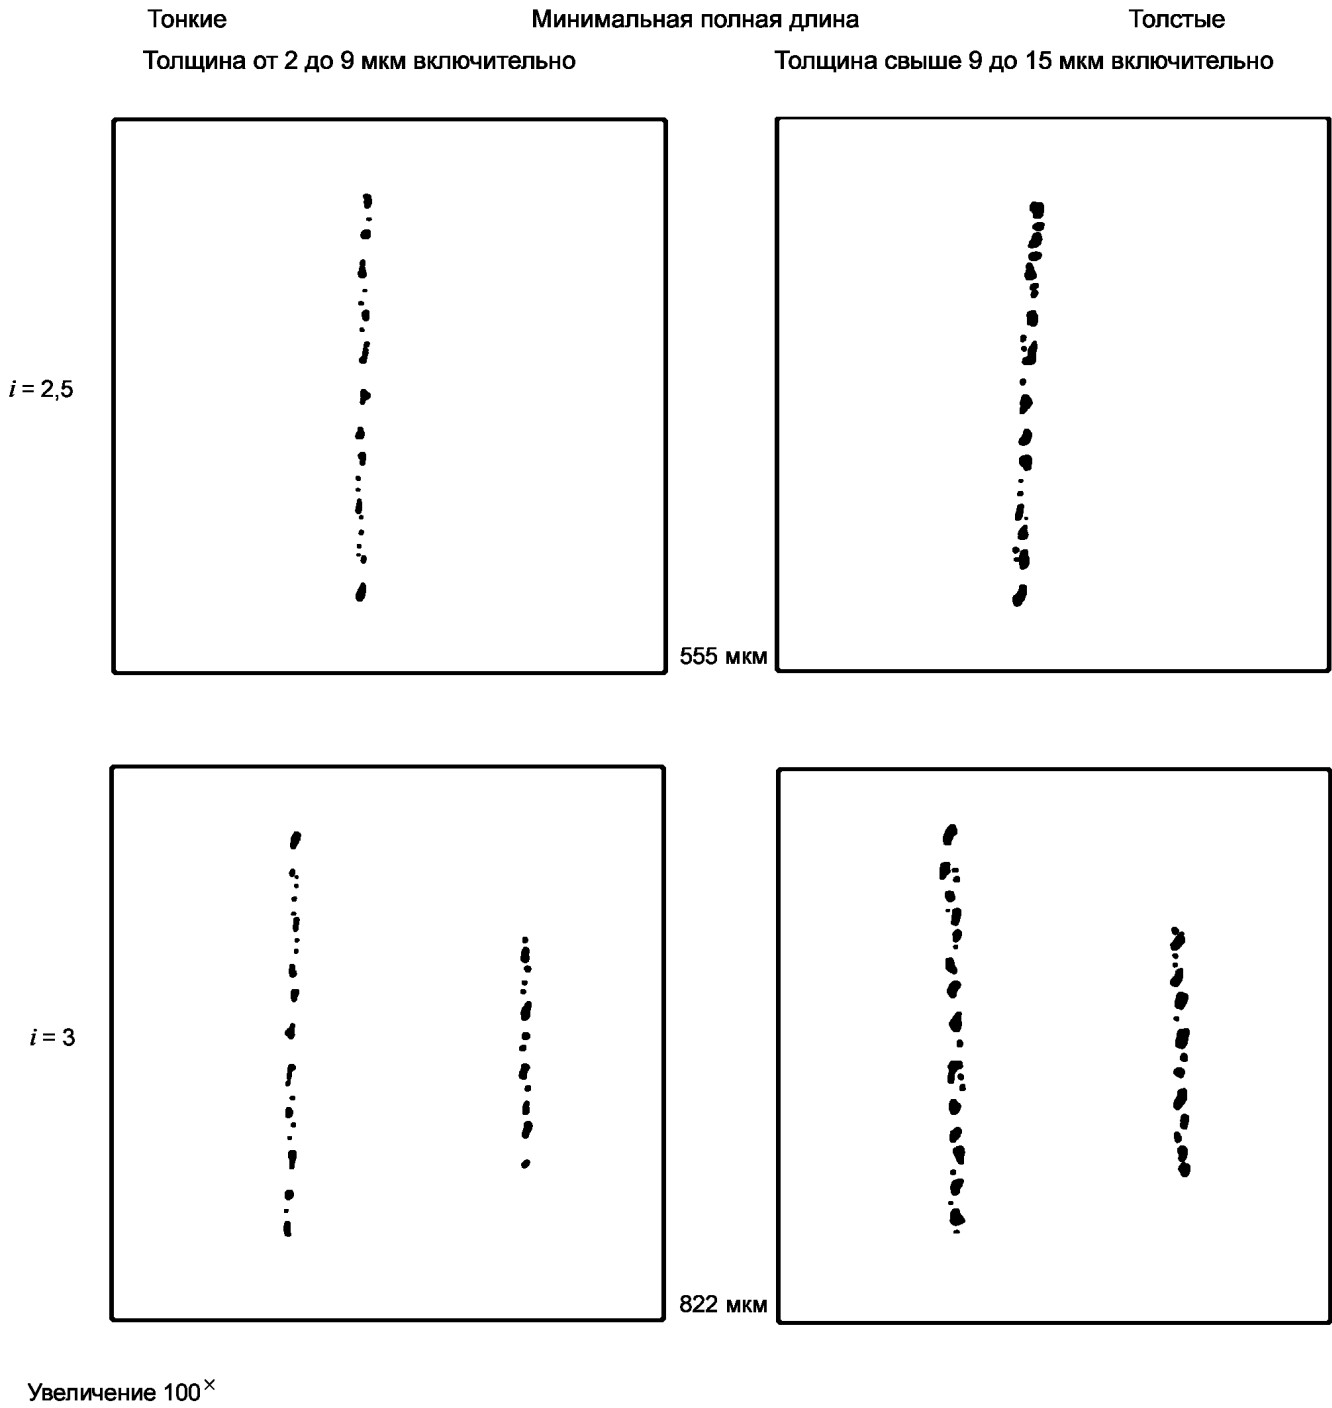 Тонкие Минимальная полная длина Толстые
Толщина от 2 до 9 мкм включительно Толщина свыше 9 до 15 мкм включительно
i = 2,5
555 мкм
i = 3
822 мкм
Увеличение 100×